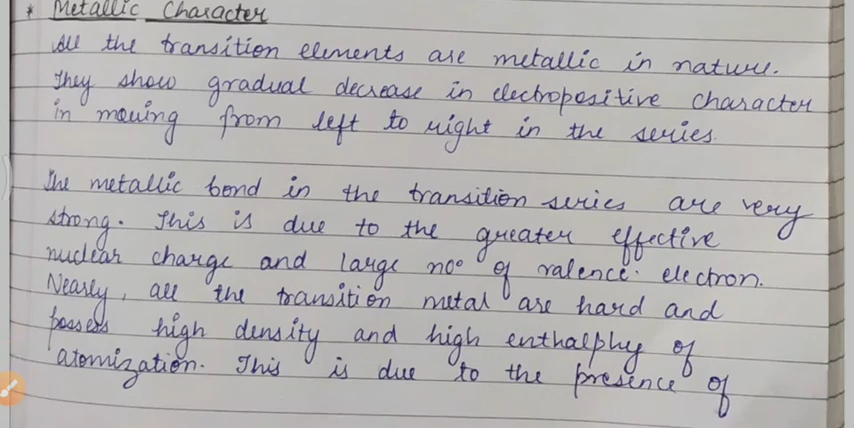 * Metallic Character
All the transition elements are metallic in nature.
They show gradual decrease in electropositive character
in moving from left to right in the series.
The metallic bond in the transition series are very
strong. This is due to the greater effective
nuclear charge and large no° of valence electron.
Nearly, all the transition metal are hard and
possess high density and high enthalphy of
atomization. This is due to the presence of